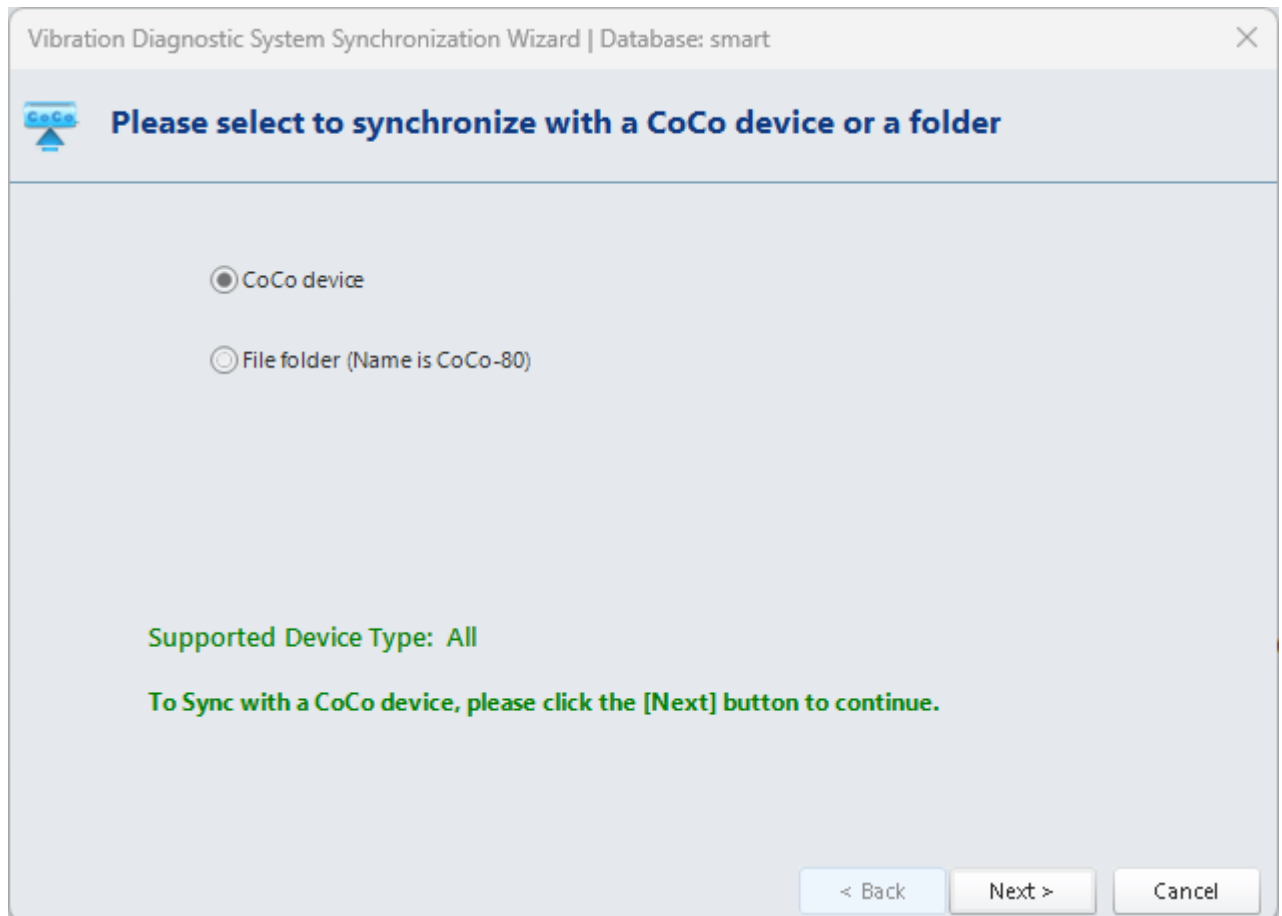 Vibration Diagnostic System Synchronization Wizard | Database: smart
CoCo
Please select to synchronize with a CoCo device or a folder
CoCo device
File folder (Name is CoCo-80)
Supported Device Type: All
To Sync with a CoCo device, please click the [Next] button to continue.
< Back Next > Cancel